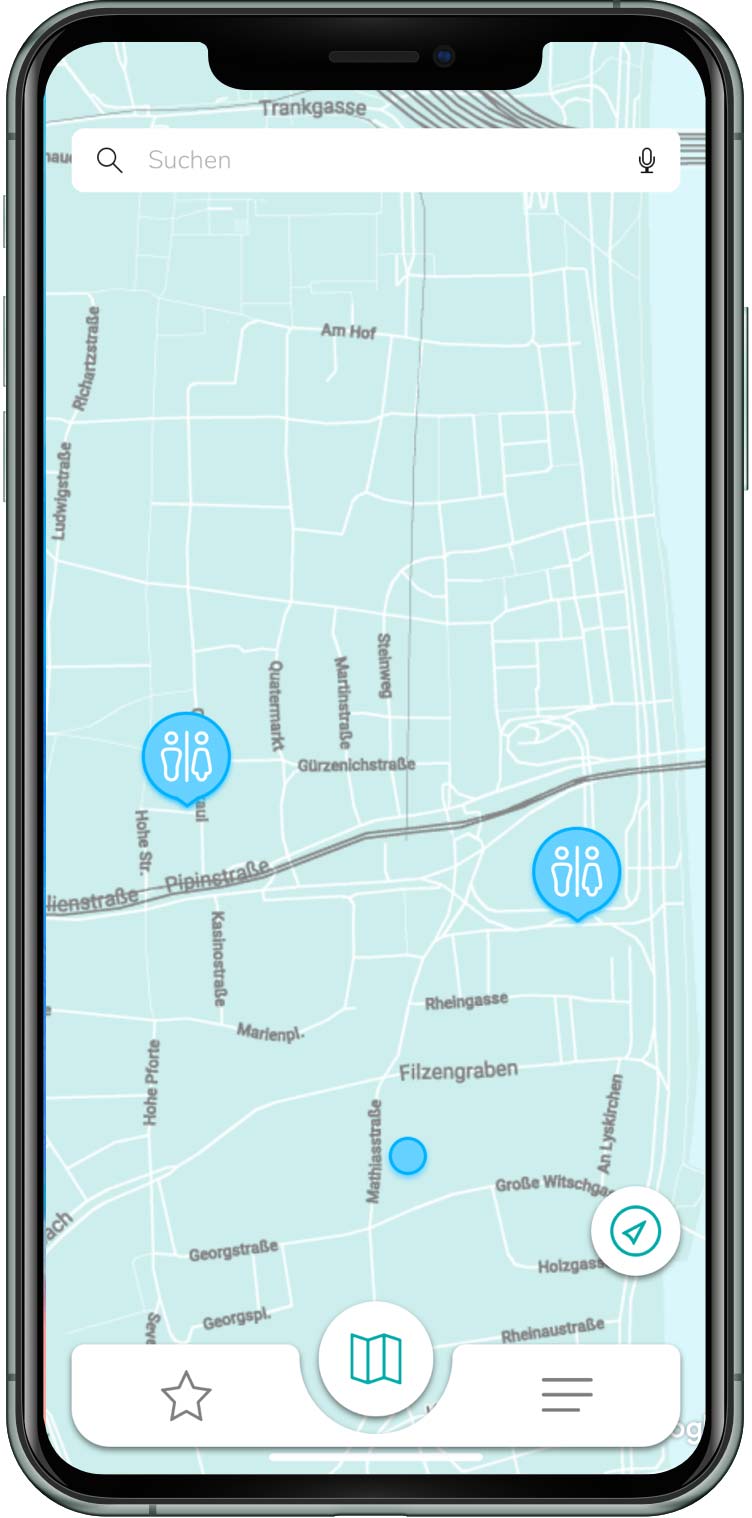 Trankgasse
Suchen
Am Hof
Richartzstraße
Ludwigstraße
Steinweg
Quatermarkt
Martinstraße
Gürzenichstraße
Hohe Str.
Pipinstraße
lienstraße
Kasinostraße
Rheingasse
Marienpl.
Filzengraben
Hohe Pforte
Mathiasstraße
An Lyskirchen
Große Witschga
Georgstraße
Holzgass
Georgspl.
Rheinaustraße